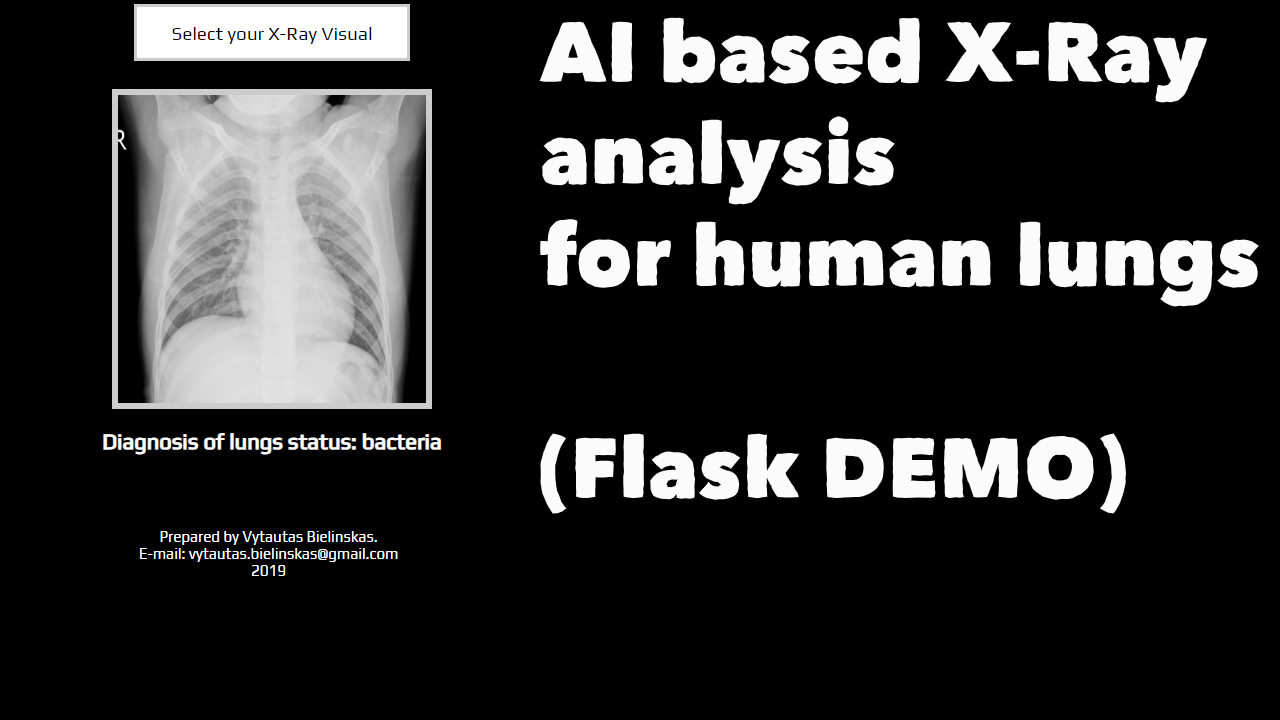 Select your X-Ray Visual
R
Diagnosis of lungs status: bacteria
Prepared by Vytautas Bielinskas.
E-mail: vytautas.bielinskas@gmail.com
2019
AI based X-Ray
analysis
for human lungs
(Flask DEMO)